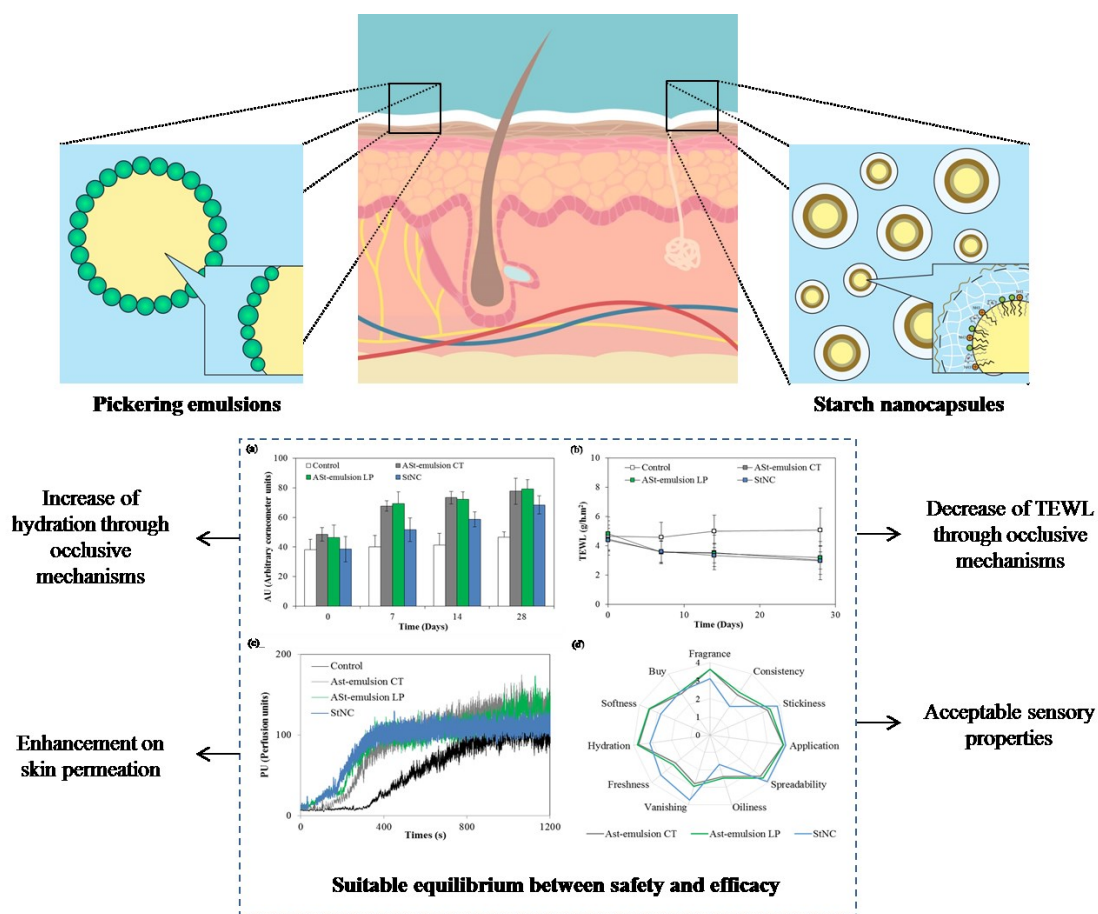 Pickering emulsions
Starch nanocapsules
Increase of
hydration through
occlusive
mechanisms
(a)
Control
ASt-emulsion CT
ASt-emulsion LP
StNC
AU (Arbitrary corneometer units)
100
80
60
40
20
0
0
7
14
28
Time (Days)
(b)
Control
ASt-emulsion CT
ASt-emulsion LP
StNC
TEWL (g/h.m²)
10
8
6
4
2
0
0
10
20
30
Time (Days)
Decrease of TEWL
through occlusive
mechanisms
Enhancement on
skin permeation
(c)
Control
Ast-emulsion CT
ASt-emulsion LP
StNC
PU (Perfusion units)
200
100
0
0
400
800
1200
Times (s)
(d)
Fragrance
Consistency
Stickiness
Application
Spreadability
Oiliness
Vanishing
Freshness
Hydration
Softness
Buy
4
3
2
1
0
Ast-emulsion CT
Ast-emulsion LP
StNC
Acceptable sensory
properties
Suitable equilibrium between safety and efficacy